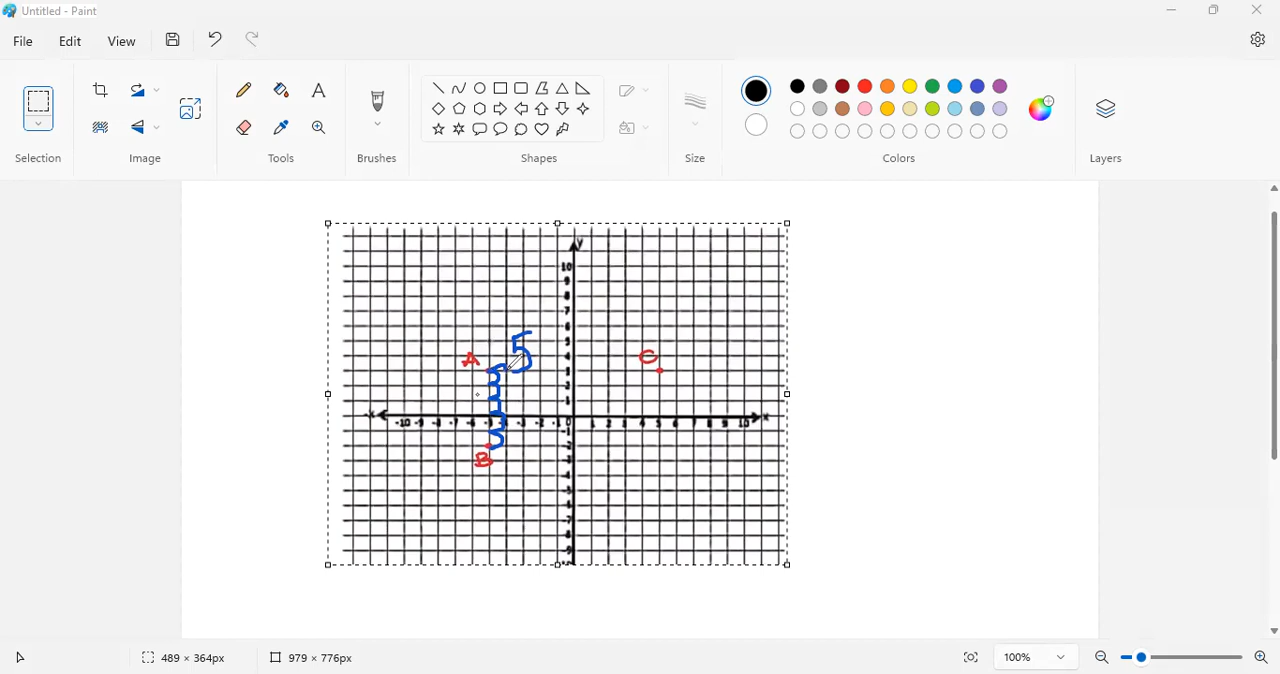 Untitled - Paint
File Edit View
Selection Image Tools Brushes Shapes Size Colors Layers
y
10
9
8
7
6
5
4
3
2
1
A 5 C
-x -10 -9 -8 -7 -6 -5 -3 -2 -1 0 1 2 3 4 5 6 7 8 9 10 x
-1
-2
B -3
-4
-5
-6
-7
-8
-9
489 × 364px 979 × 776px 100%